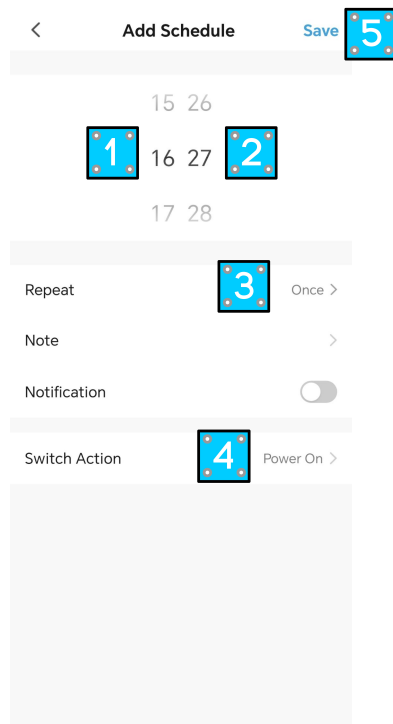 Add Schedule Save 5
15 26
1 16 27 2
17 28
Repeat 3 Once
Note
Notification
Switch Action 4 Power On